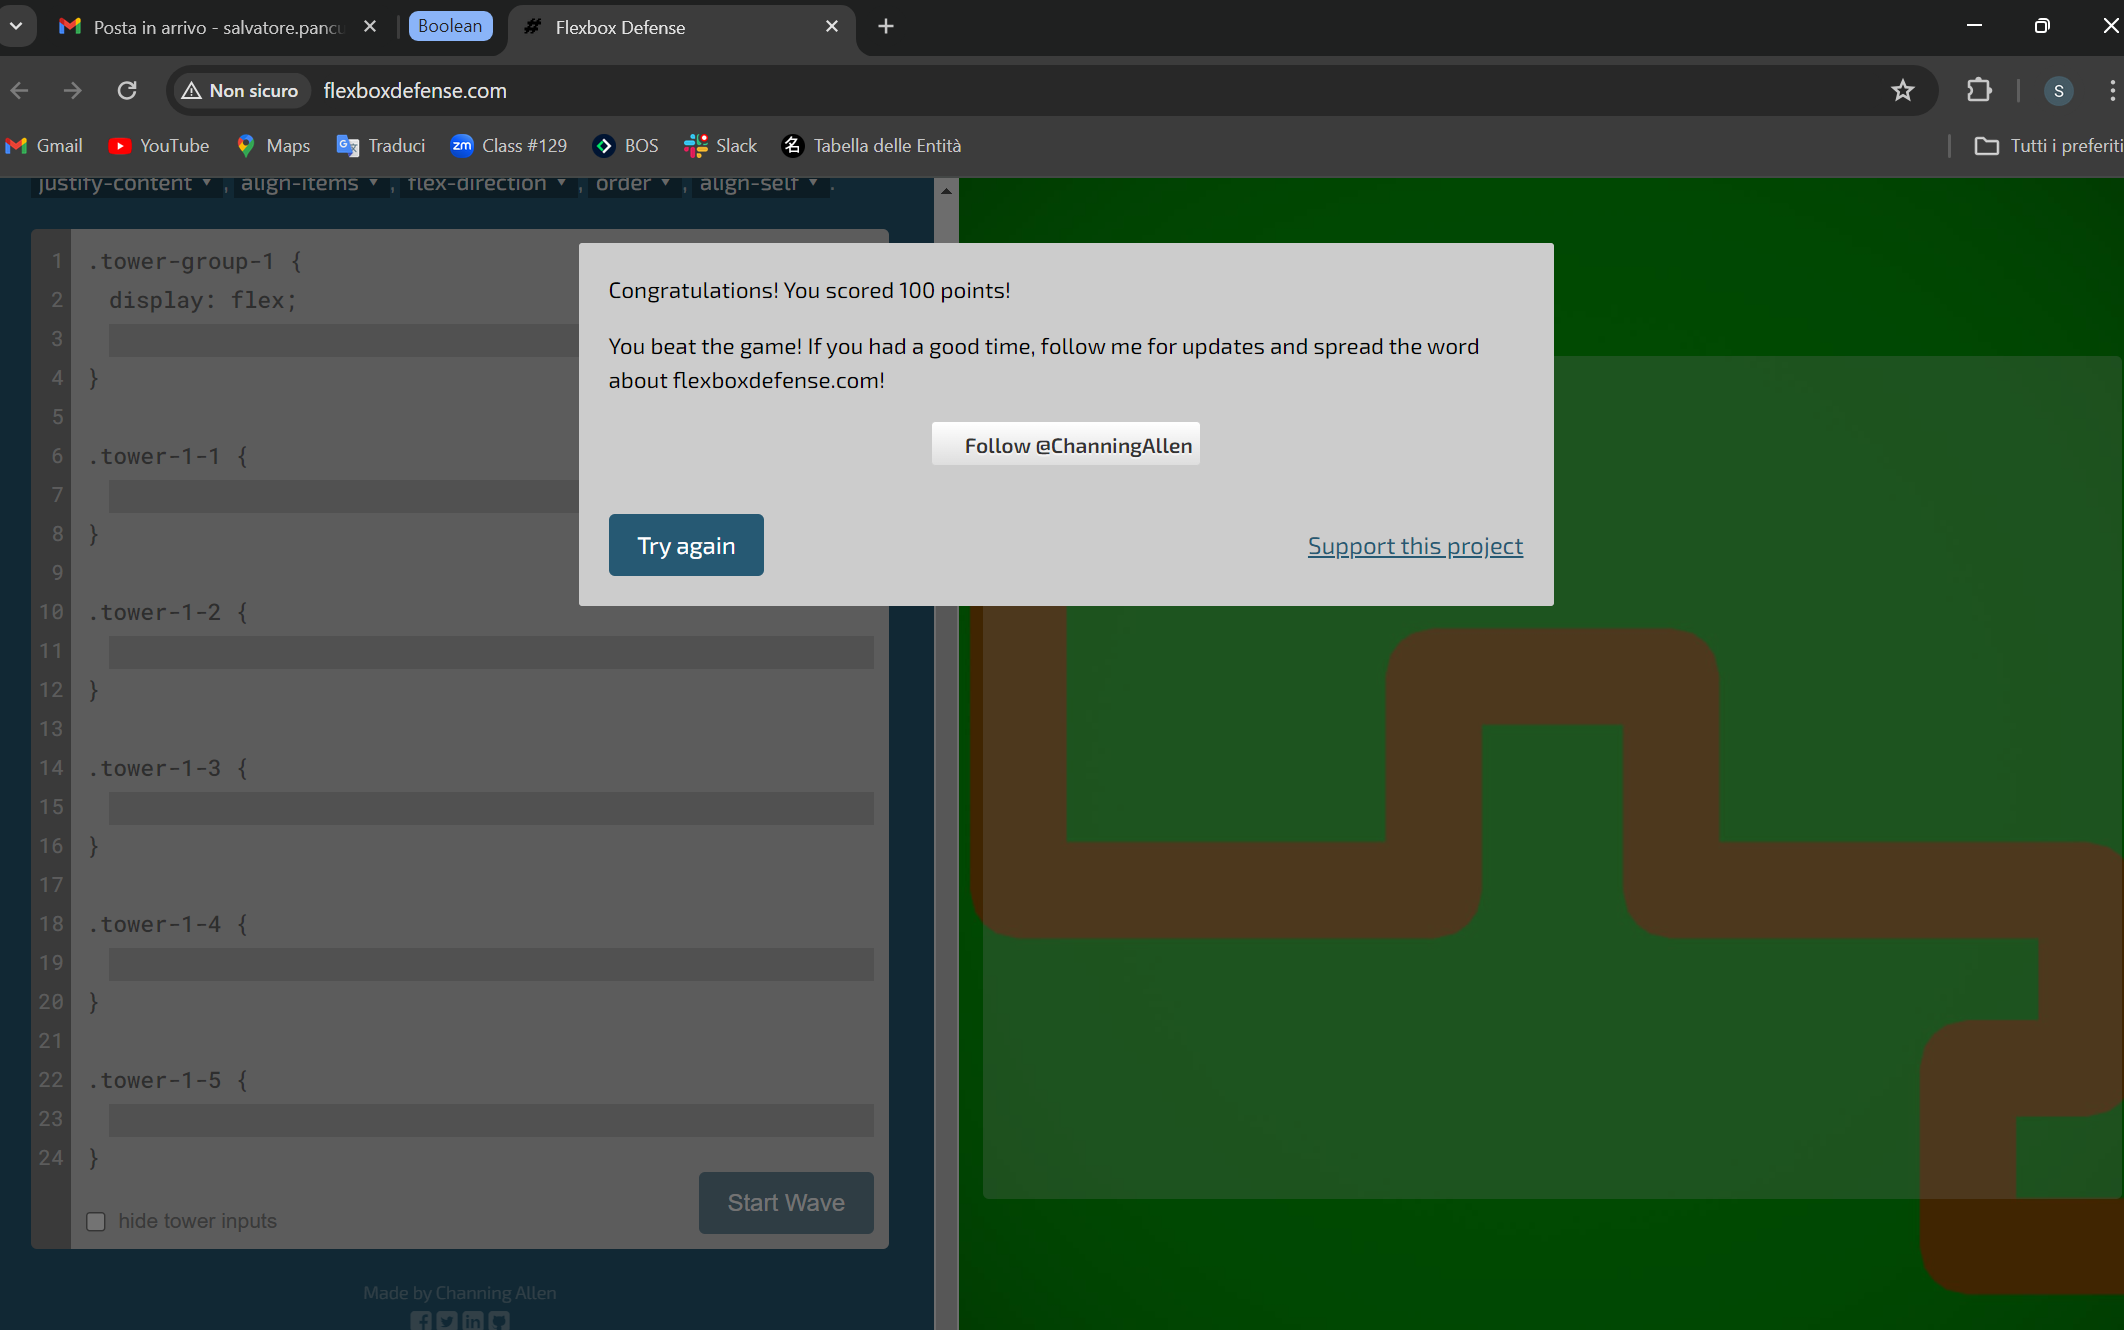 Posta in arrivo - salvatore.pancu
Boolean
Flexbox Defense
Non sicuro
flexboxdefense.com
S
Gmail
YouTube
Maps
Traduci
zm Class #129
BOS
Slack
名 Tabella delle Entità
Tutti i preferiti
justify-content ▼ , align-items ▼ , flex-direction ▼ , order ▼ , align-self ▼ .
1 .tower-group-1 {
2 display: flex;
3
4 }
5
6 .tower-1-1 {
7
8 }
9
10 .tower-1-2 {
11
12 }
13
14 .tower-1-3 {
15
16 }
17
18 .tower-1-4 {
19
20 }
21
22 .tower-1-5 {
23
24 }
hide tower inputs
Start Wave
Made by Channing Allen
Congratulations! You scored 100 points!
You beat the game! If you had a good time, follow me for updates and spread the word
about flexboxdefense.com!
Follow @ChanningAllen
Try again
Support this project